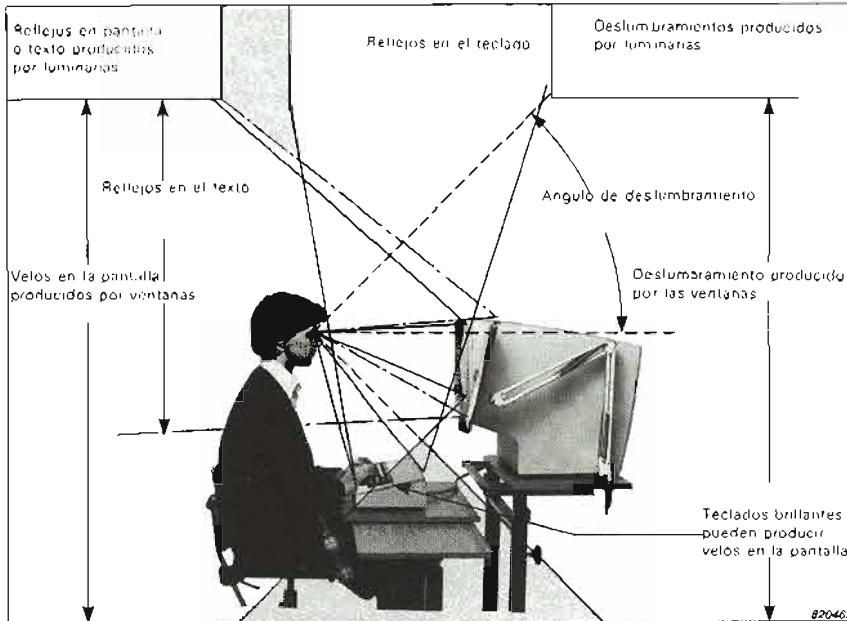 Reflejos en pantalla
o texto producidos
por luminarias
Reflejos en el teclado
Deslumbramientos producidos
por luminarias
Reflejos en el texto
Angulo de deslumbramiento
Velos en la pantalla
producidos por ventanas
Deslumbramiento producido
por las ventanas
Teclados brillantes
pueden producir
velos en la pantalla